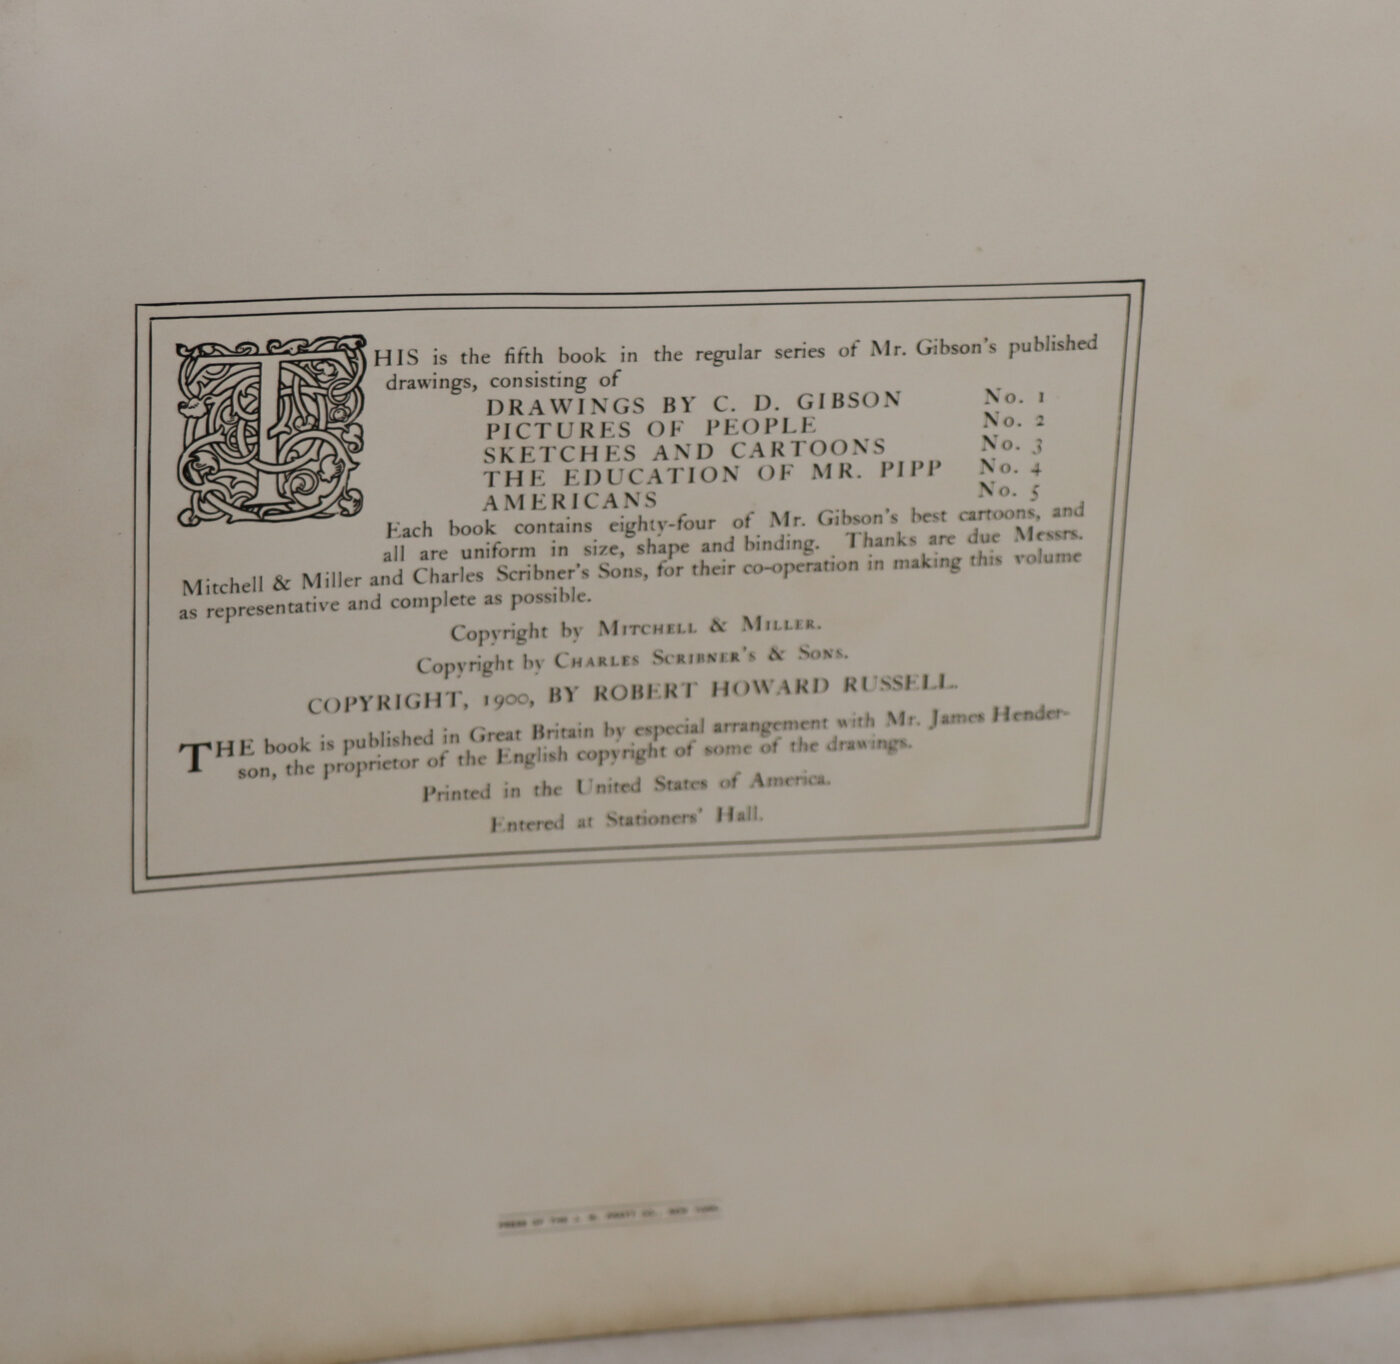 THIS is the fifth book in the regular series of Mr. Gibson's published
drawings, consisting of
DRAWINGS BY C. D. GIBSON No. 1
PICTURES OF PEOPLE No. 2
SKETCHES AND CARTOONS No. 3
THE EDUCATION OF MR. PIPP No. 4
AMERICANS No. 5
Each book contains eighty-four of Mr. Gibson's best cartoons, and
all are uniform in size, shape and binding. Thanks are due Messrs.
Mitchell & Miller and Charles Scribner's Sons, for their co-operation in making this volume
as representative and complete as possible.
Copyright by MITCHELL & MILLER.
Copyright by CHARLES SCRIBNER'S & SONS.
COPYRIGHT, 1900, BY ROBERT HOWARD RUSSELL.
THE book is published in Great Britain by especial arrangement with Mr. James Hender-
son, the proprietor of the English copyright of some of the drawings.
Printed in the United States of America.
Entered at Stationers' Hall.
PRESS OF THE CO., NEW YORK